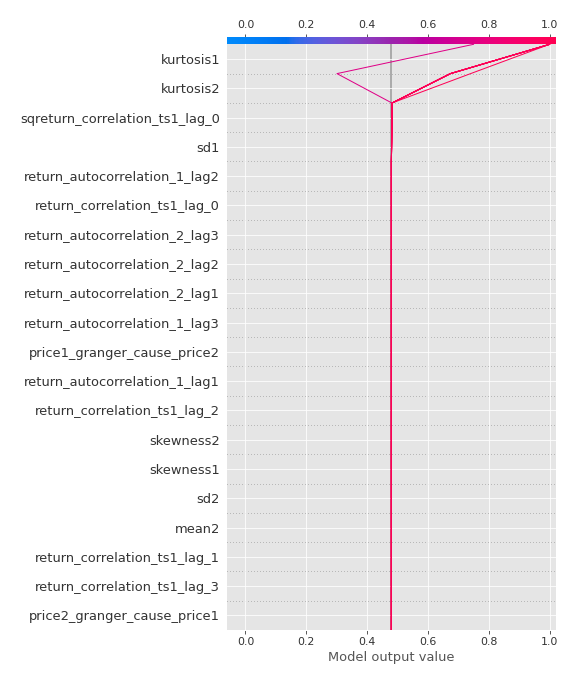 0.0 0.2 0.4 0.6 0.8 1.0
kurtosis1
kurtosis2
sqreturn_correlation_ts1_lag_0
sd1
return_autocorrelation_1_lag2
return_correlation_ts1_lag_0
return_autocorrelation_2_lag3
return_autocorrelation_2_lag2
return_autocorrelation_2_lag1
return_autocorrelation_1_lag3
price1_granger_cause_price2
return_autocorrelation_1_lag1
return_correlation_ts1_lag_2
skewness2
skewness1
sd2
mean2
return_correlation_ts1_lag_1
return_correlation_ts1_lag_3
price2_granger_cause_price1
0.0 0.2 0.4 0.6 0.8 1.0
Model output value